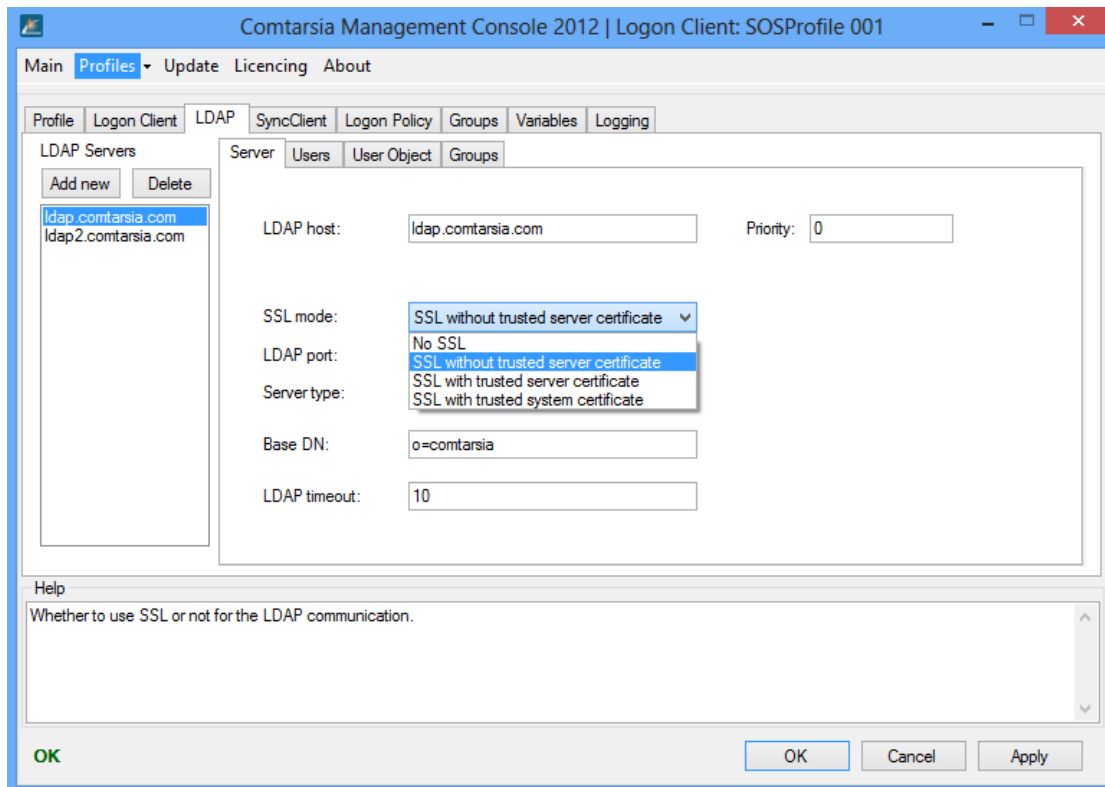 Comtarsia Management Console 2012 | Logon Client: SOSProfile 001
Main Profiles Update Licencing About
Profile Logon Client LDAP SyncClient Logon Policy Groups Variables Logging
LDAP Servers
Add new Delete
ldap.comtarsia.com
ldap2.comtarsia.com
Server Users User Object Groups
LDAP host: ldap.comtarsia.com Priority: 0
SSL mode: SSL without trusted server certificate
No SSL
LDAP port: SSL without trusted server certificate
SSL with trusted server certificate
Server type: SSL with trusted system certificate
Base DN: o=comtarsia
LDAP timeout: 10
Help
Whether to use SSL or not for the LDAP communication.
OK OK Cancel Apply